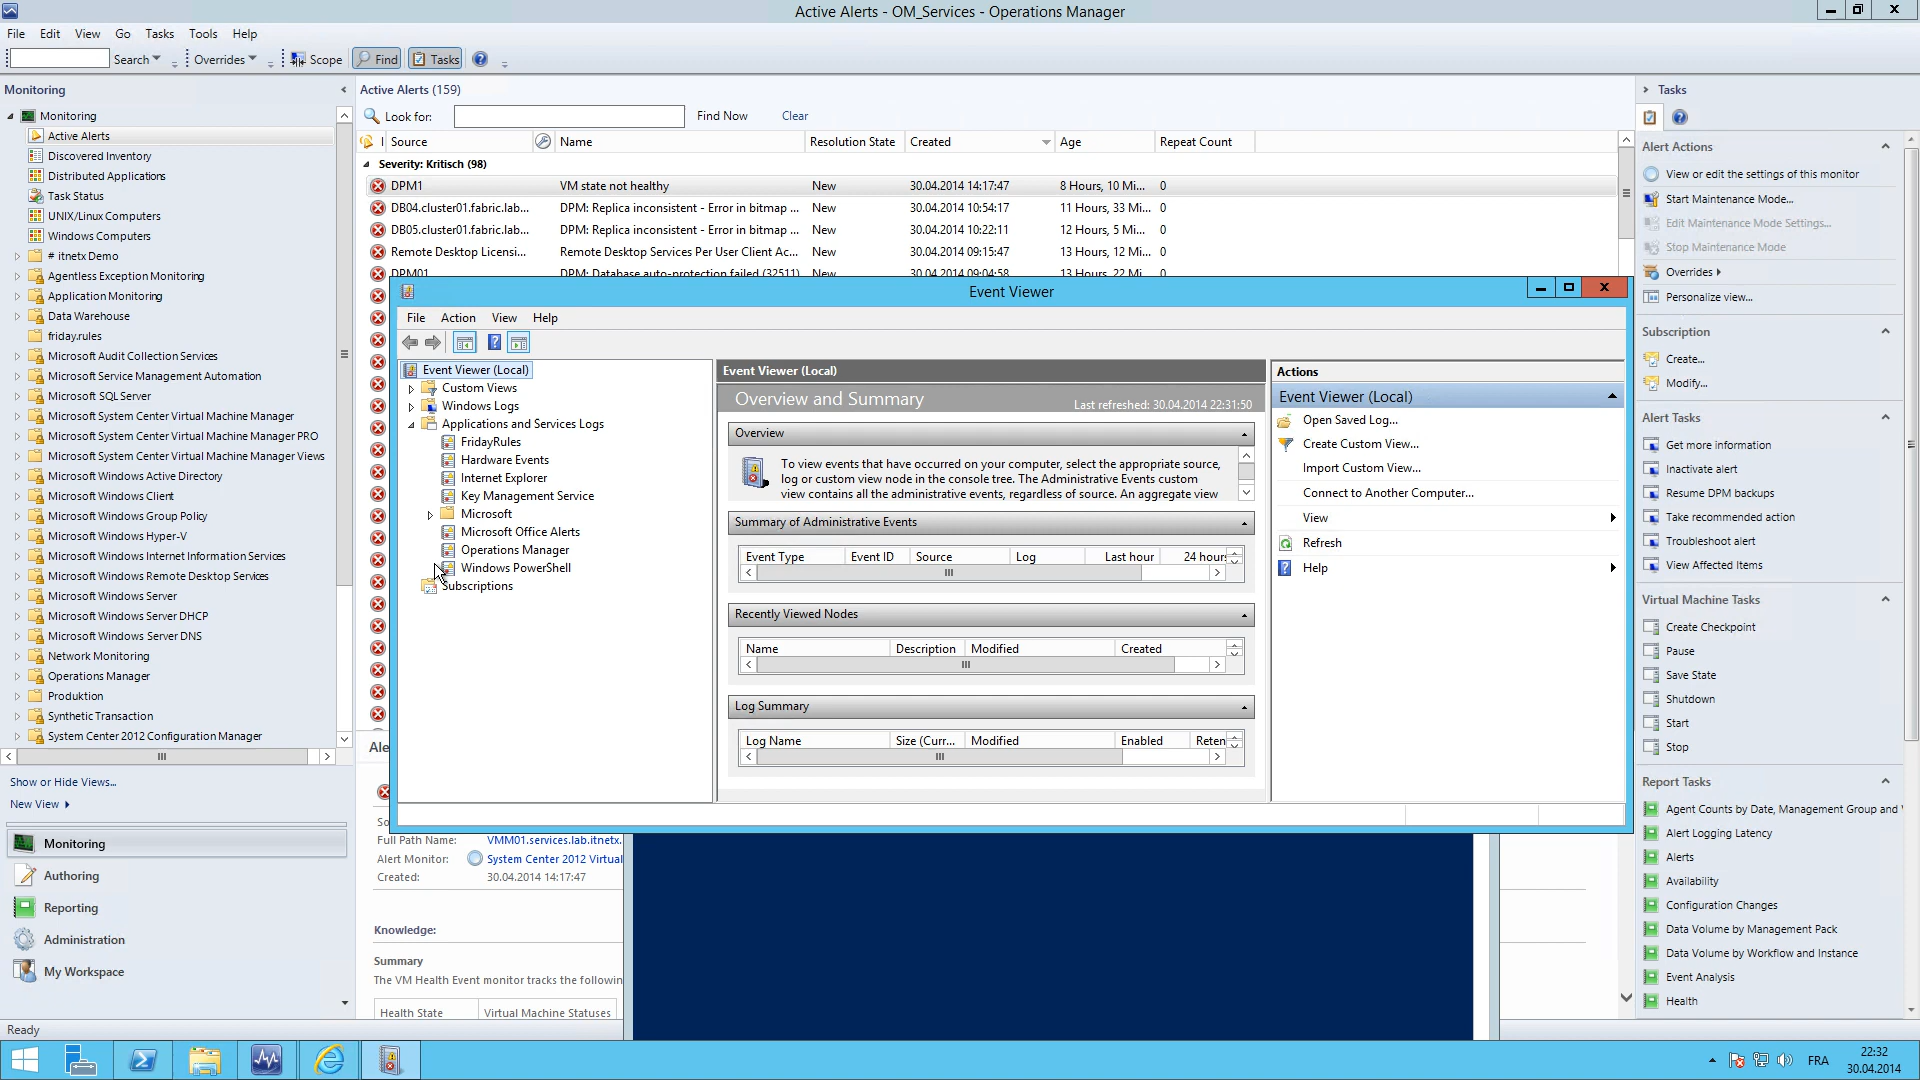 Active Alerts - OM_Services - Operations Manager
File Edit View Go Tasks Tools Help
Search Overrides Scope Find Tasks
Monitoring
Monitoring
Active Alerts
Discovered Inventory
Distributed Applications
Task Status
UNIX/Linux Computers
Windows Computers
# itnetx Demo
Agentless Exception Monitoring
Application Monitoring
Data Warehouse
friday.rules
Microsoft Audit Collection Services
Microsoft Service Management Automation
Microsoft SQL Server
Microsoft System Center Virtual Machine Manager
Microsoft System Center Virtual Machine Manager PRO
Microsoft System Center Virtual Machine Manager Views
Microsoft Windows Active Directory
Microsoft Windows Client
Microsoft Windows Group Policy
Microsoft Windows Hyper-V
Microsoft Windows Internet Information Services
Microsoft Windows Remote Desktop Services
Microsoft Windows Server
Microsoft Windows Server DHCP
Microsoft Windows Server DNS
Network Monitoring
Operations Manager
Produktion
Synthetic Transaction
System Center 2012 Configuration Manager
Show or Hide Views...
New View
Monitoring
Authoring
Reporting
Administration
My Workspace
Ready
Active Alerts (159)
Look for: Find Now Clear
I Source Name Resolution State Created Age Repeat Count
Severity: Kritisch (98)
DPM1 VM state not healthy New 30.04.2014 14:17:47 8 Hours, 10 Mi... 0
DB04.cluster01.fabric.lab... DPM: Replica inconsistent - Error in bitmap ... New 30.04.2014 10:54:17 11 Hours, 33 Mi... 0
DB05.cluster01.fabric.lab... DPM: Replica inconsistent - Error in bitmap ... New 30.04.2014 10:22:11 12 Hours, 5 Mi... 0
Remote Desktop Licensi... Remote Desktop Services Per User Client Ac... New 30.04.2014 09:15:47 13 Hours, 12 Mi... 0
DPM01 DPM: Database auto-protection failed (32511) New 30.04.2014 09:04:58 13 Hours, 22 Mi... 0
Event Viewer
File Action View Help
Event Viewer (Local)
Custom Views
Windows Logs
Applications and Services Logs
FridayRules
Hardware Events
Internet Explorer
Key Management Service
Microsoft
Microsoft Office Alerts
Operations Manager
Windows PowerShell
Subscriptions
Event Viewer (Local)
Overview and Summary Last refreshed: 30.04.2014 22:31:50
Overview
To view events that have occurred on your computer, select the appropriate source,
log or custom view node in the console tree. The Administrative Events custom
view contains all the administrative events, regardless of source. An aggregate view
Summary of Administrative Events
Event Type Event ID Source Log Last hour 24 hours
Recently Viewed Nodes
Name Description Modified Created
Log Summary
Log Name Size (Curr... Modified Enabled Reten
Actions
Event Viewer (Local)
Open Saved Log...
Create Custom View...
Import Custom View...
Connect to Another Computer...
View
Refresh
Help
Ale
So
Full Path Name: VMM01.services.lab.itnetx.
Alert Monitor: System Center 2012 Virtual
Created: 30.04.2014 14:17:47
Knowledge:
Summary
The VM Health Event monitor tracks the followin
Health State Virtual Machine Statuses
Tasks
Alert Actions
View or edit the settings of this monitor
Start Maintenance Mode...
Edit Maintenance Mode Settings...
Stop Maintenance Mode
Overrides
Personalize view...
Subscription
Create...
Modify...
Alert Tasks
Get more information
Inactivate alert
Resume DPM backups
Take recommended action
Troubleshoot alert
View Affected Items
Virtual Machine Tasks
Create Checkpoint
Pause
Save State
Shutdown
Start
Stop
Report Tasks
Agent Counts by Date, Management Group and V
Alert Logging Latency
Alerts
Availability
Configuration Changes
Data Volume by Management Pack
Data Volume by Workflow and Instance
Event Analysis
Health
FRA
22:32
30.04.2014